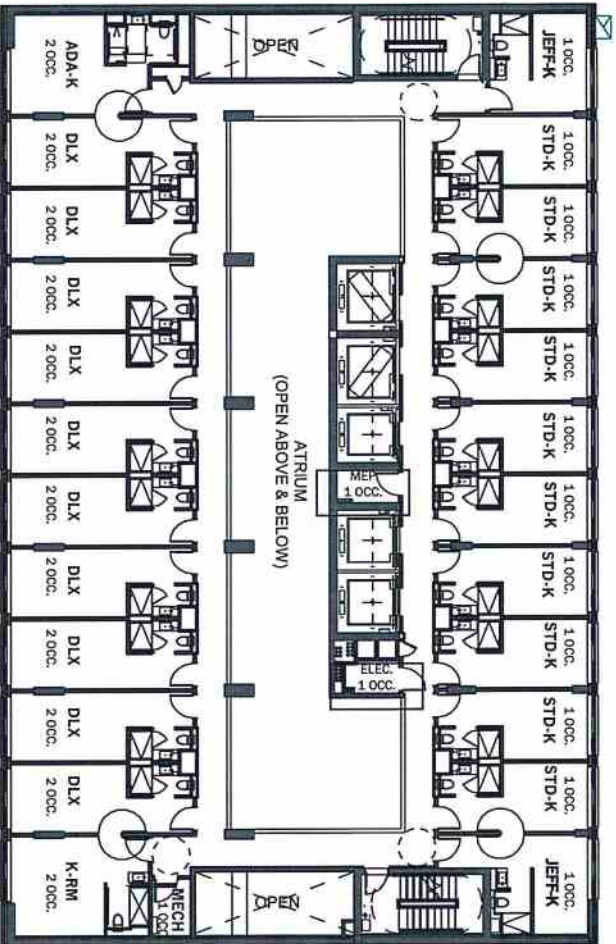 1 OCC.
JEFF-K
1 OCC.
STD-K
1 OCC.
STD-K
1 OCC.
STD-K
1 OCC.
STD-K
1 OCC.
STD-K
1 OCC.
STD-K
1 OCC.
STD-K
1 OCC.
STD-K
1 OCC.
STD-K
1 OCC.
STD-K
1 OCC.
JEFF-K
OPEN
MEP
1 OCC.
ELEC.
1 OCC.
ATRIUM
(OPEN ABOVE & BELOW)
OPEN
MECH
1 OCC.
ADA-K
2 OCC.
DLX
2 OCC.
DLX
2 OCC.
DLX
2 OCC.
DLX
2 OCC.
DLX
2 OCC.
DLX
2 OCC.
DLX
2 OCC.
DLX
2 OCC.
DLX
2 OCC.
DLX
2 OCC.
K-RM
2 OCC.